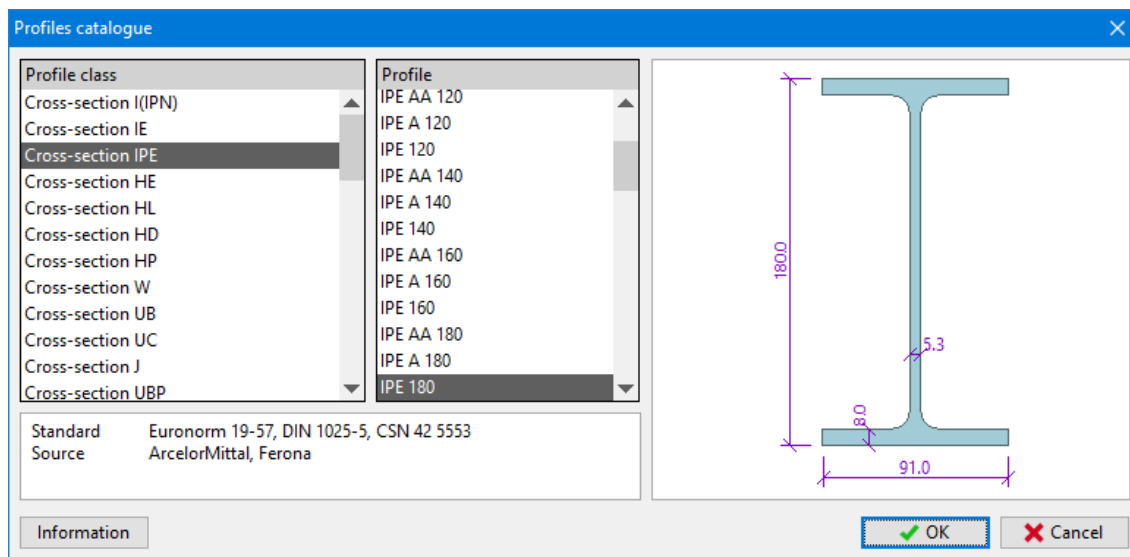 Profiles catalogue
Profile class
Cross-section I(IPN)
Cross-section IE
Cross-section IPE
Cross-section HE
Cross-section HL
Cross-section HD
Cross-section HP
Cross-section W
Cross-section UB
Cross-section UC
Cross-section J
Cross-section UBP
Profile
IPE AA 120
IPE A 120
IPE 120
IPE AA 140
IPE A 140
IPE 140
IPE AA 160
IPE A 160
IPE 160
IPE AA 180
IPE A 180
IPE 180
180.0
5.3
8.0
91.0
Standard Euronorm 19-57, DIN 1025-5, CSN 42 5553
Source ArcelorMittal, Ferona
Information
OK
Cancel